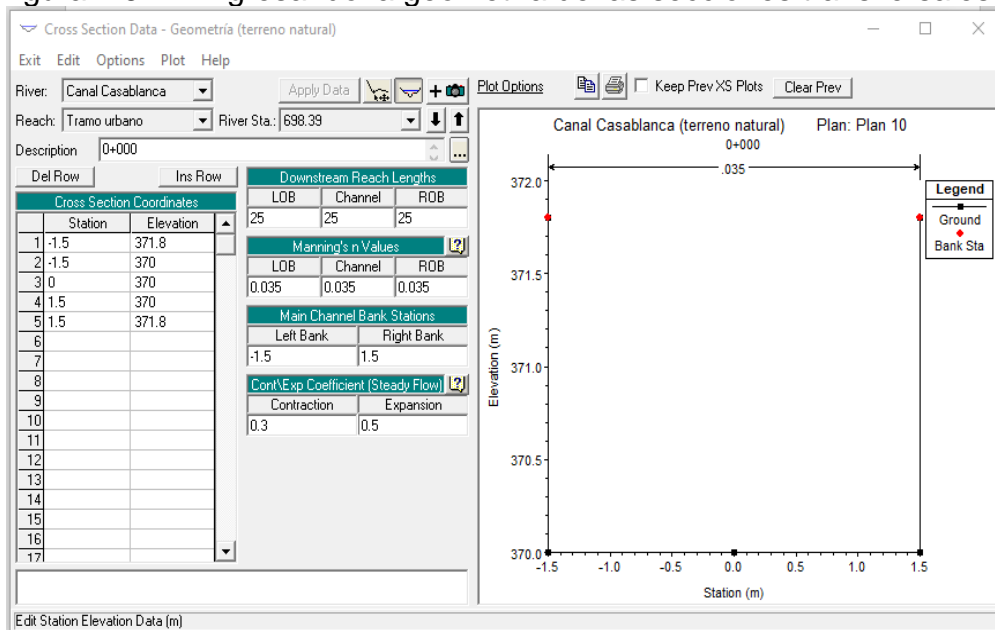 Cross Section Data - Geometría (terreno natural)
Exit Edit Options Plot Help
River: Canal Casablanca Apply Data
Reach: Tramo urbano River Sta.: 698.39
Description 0+000 ...
Del Row Ins Row
Cross Section Coordinates
Station Elevation
1 -1.5 371.8
2 -1.5 370
3 0 370
4 1.5 370
5 1.5 371.8
6
7
8
9
10
11
12
13
14
15
16
17
Downstream Reach Lengths
LOB Channel ROB
25 25 25
Manning's n Values
LOB Channel ROB
0.035 0.035 0.035
Main Channel Bank Stations
Left Bank Right Bank
-1.5 1.5
Cont\Exp Coefficient (Steady Flow)
Contraction Expansion
0.3 0.5
Plot Options Keep Prev XS Plots Clear Prev
Canal Casablanca (terreno natural) Plan: Plan 10
0+000
.035
372.0
371.5
371.0
370.5
370.0
Elevation (m)
-1.5 -1.0 -0.5 0.0 0.5 1.0 1.5
Station (m)
Legend
Ground
Bank Sta
Edit Station Elevation Data (m)